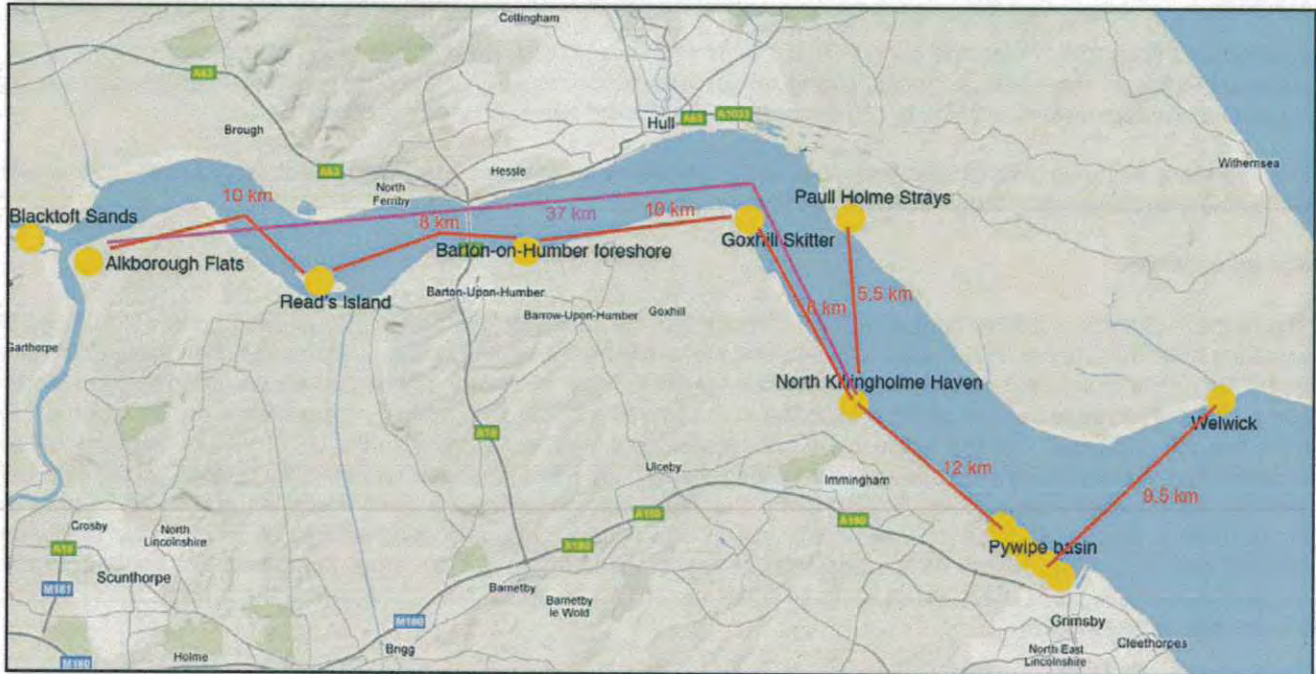 Cottingham
A63
Brough
A63
Hull
A63
A1033
Hessle
North
Ferriby
Withernsea
10 km
Blacktoft Sands
8 km
37 km
10 km
Paull Holme Strays
Goxhill Skitter
Barton-on-Humber foreshore
Alkborough Flats
Read's Island
Barton-Upon-Humber
Barrow-Upon-Humber
Goxhill
5.5 km
Garthorpe
North Killingholme Haven
Welwick
A15
Ulceby
Immingham
12 km
9.5 km
A160
A180
A180
Crosby
North
Lincolnshire
Pywipe basin
A18
Scunthorpe
M181
Barnetby
Barnetby
le Wold
M180
Brigg
Holme
M180
Grimsby
North East
Lincolnshire
Cleethorpes